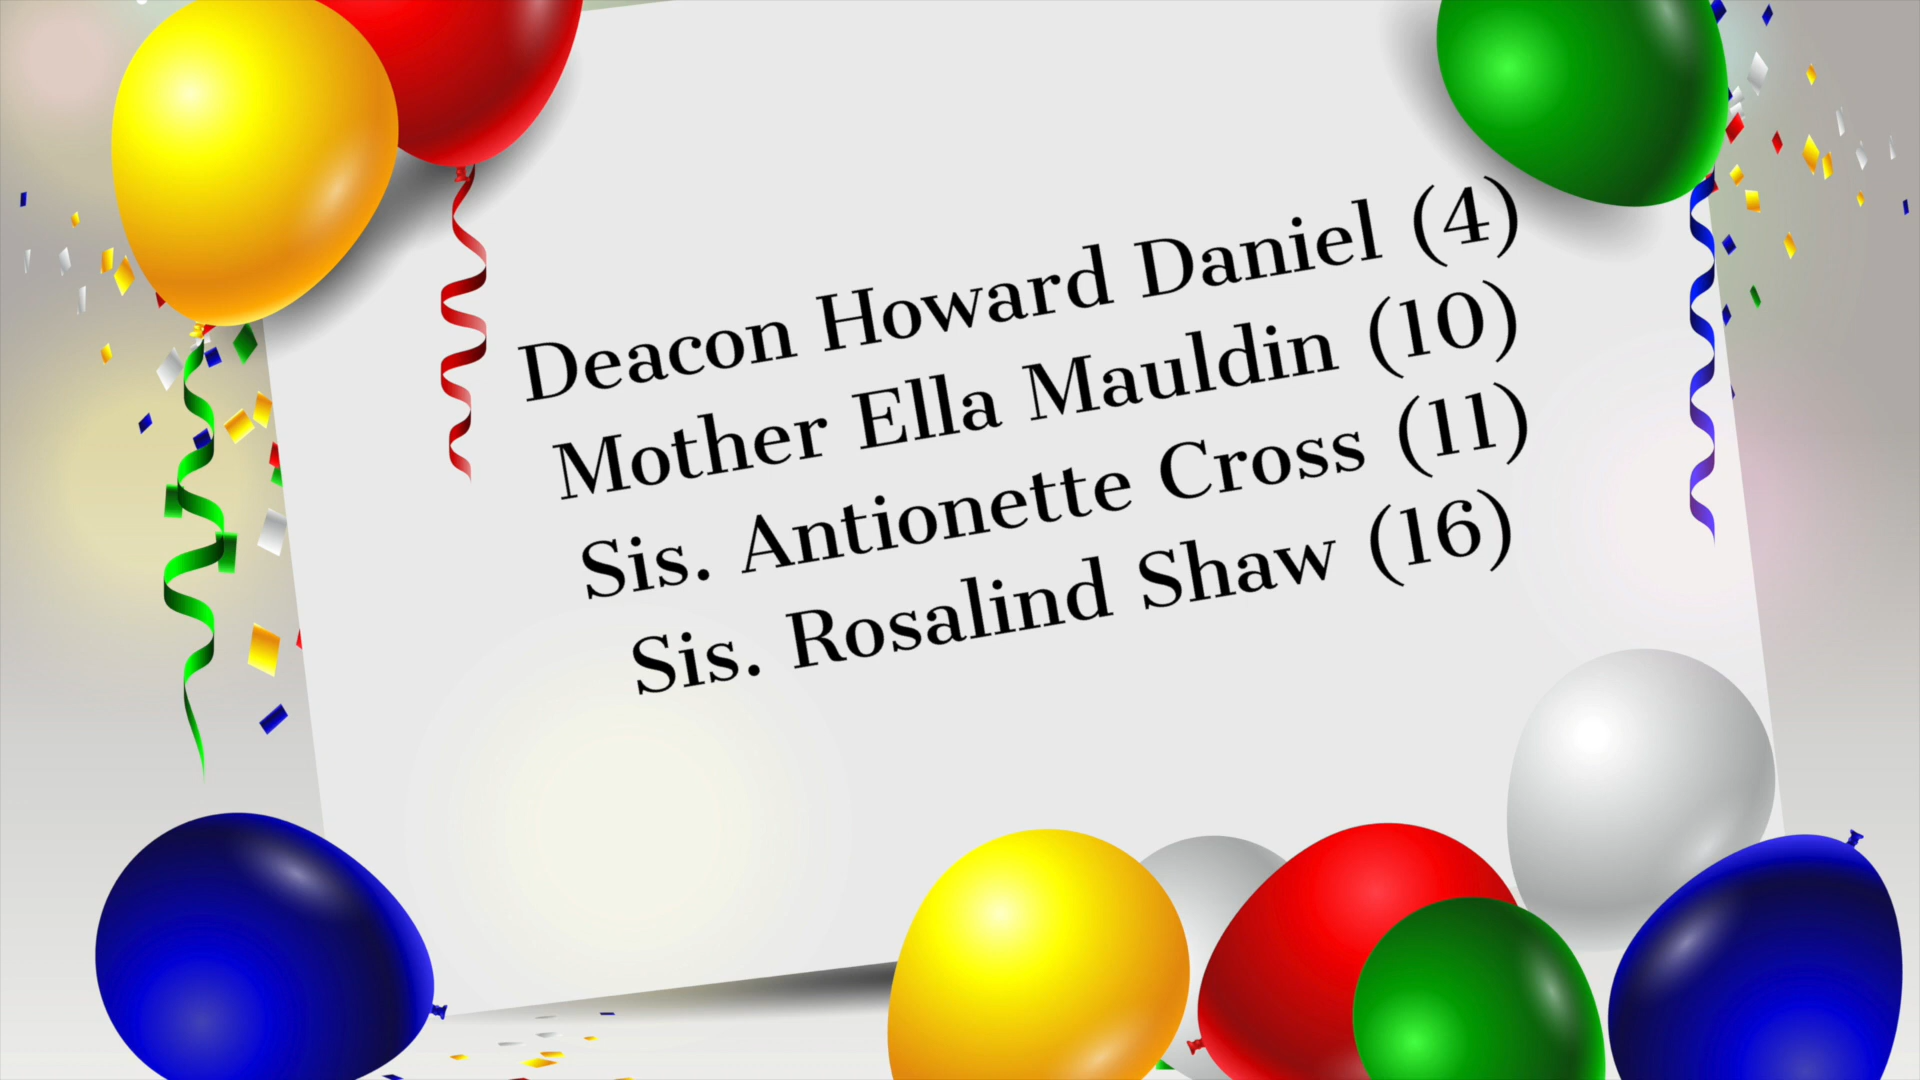 Deacon Howard Daniel (4)
Mother Ella Mauldin (10)
Sis. Antionette Cross (11)
Sis. Rosalind Shaw (16)